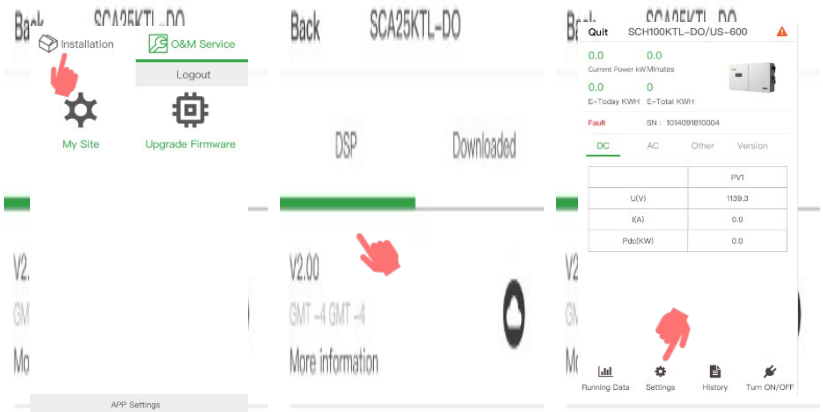 Back
SCA25KTL-DO
Installation
O&M Service
Logout
My Site
Upgrade Firmware
V2.
GM
Mo
APP Settings
Back
SCA25KTL-DO
DSP
Downloaded
V2.00
GMT -4 GMT -4
More information
SCA25KTL-DO
Quit
SCH100KTL-DO/US-600
0.0
0.0
Current Power kW
Minutes
0.0
0
E-Today KWH
E-Total KWH
Fault
SN : 1014091810004
DC
AC
Other
Version
PV1
U(V)
1139.3
I(A)
0.0
Pdc(KW)
0.0
V2
GM
Mo
Running Data
Settings
History
Turn ON/OFF